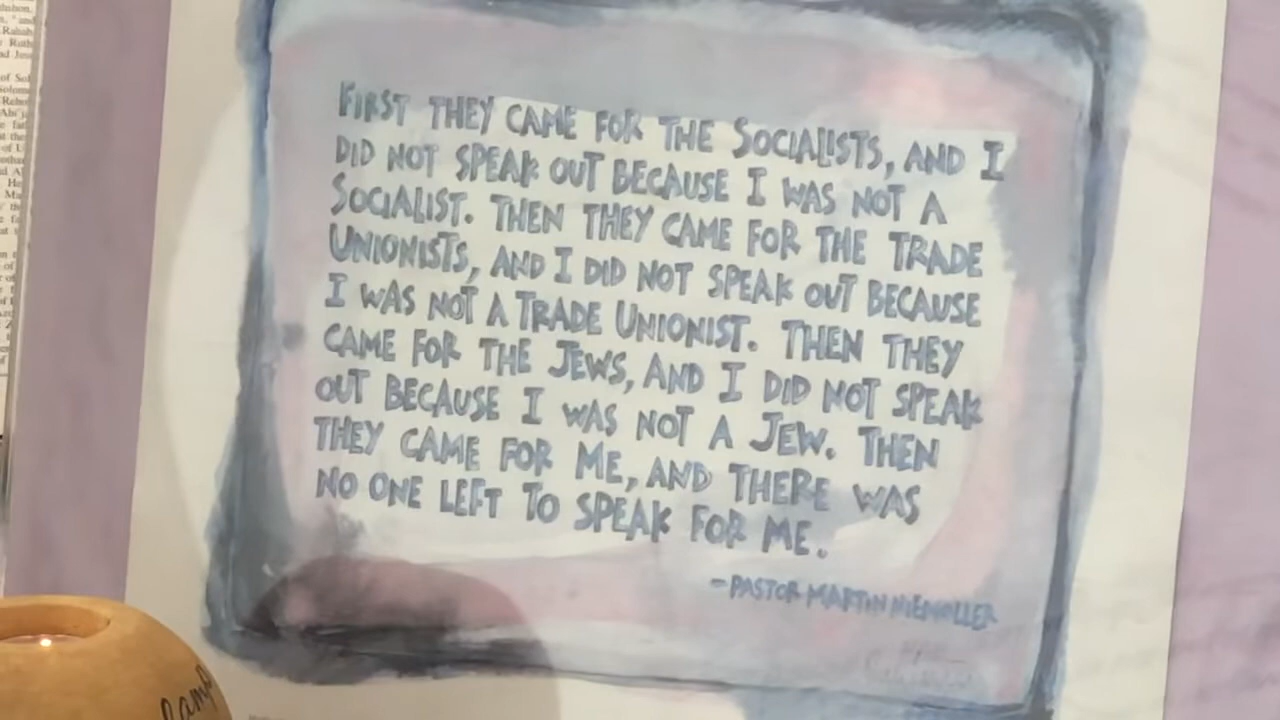 FIRST THEY CAME FOR THE SOCIALISTS, AND I
DID NOT SPEAK OUT BECAUSE I WAS NOT A
SOCIALIST. THEN THEY CAME FOR THE TRADE
UNIONISTS, AND I DID NOT SPEAK OUT BECAUSE
I WAS NOT A TRADE UNIONIST. THEN THEY
CAME FOR THE JEWS, AND I DID NOT SPEAK
OUT BECAUSE I WAS NOT A JEW. THEN
THEY CAME FOR ME, AND THERE WAS
NO ONE LEFT TO SPEAK FOR ME.
-PASTOR MARTIN NIEMOLLER